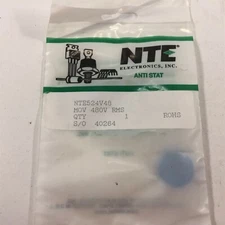 NTE
ELECTRONICS, INC.
ANTI STAT
NTE524V48
MOV 480V RMS
QTY 1 ROHS
S/O 40264